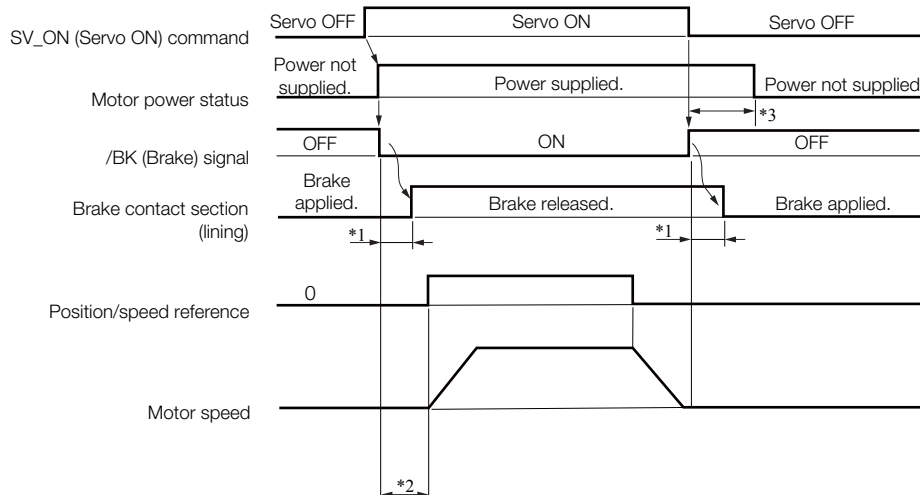 SV_ON (Servo ON) command
Servo OFF
Servo ON
Servo OFF
Motor power status
Power not
supplied.
Power supplied.
Power not supplied
*3
/BK (Brake) signal
OFF
ON
OFF
Brake contact section
(lining)
Brake
applied.
Brake released.
Brake applied.
*1
*1
Position/speed reference
0
Motor speed
*2